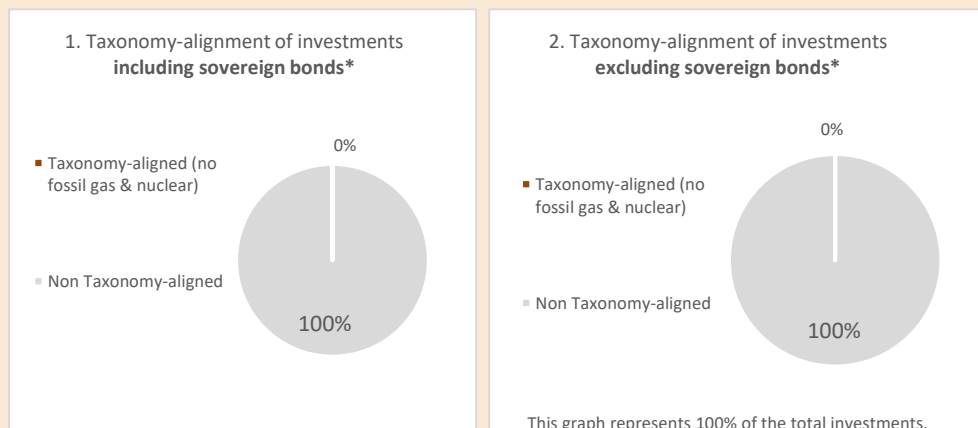 1. Taxonomy-alignment of investments
including sovereign bonds*
0%
Taxonomy-aligned (no
fossil gas & nuclear)
Non Taxonomy-aligned
100%
2. Taxonomy-alignment of investments
excluding sovereign bonds*
0%
Taxonomy-aligned (no
fossil gas & nuclear)
Non Taxonomy-aligned
100%
This graph represents 100% of the total investments.